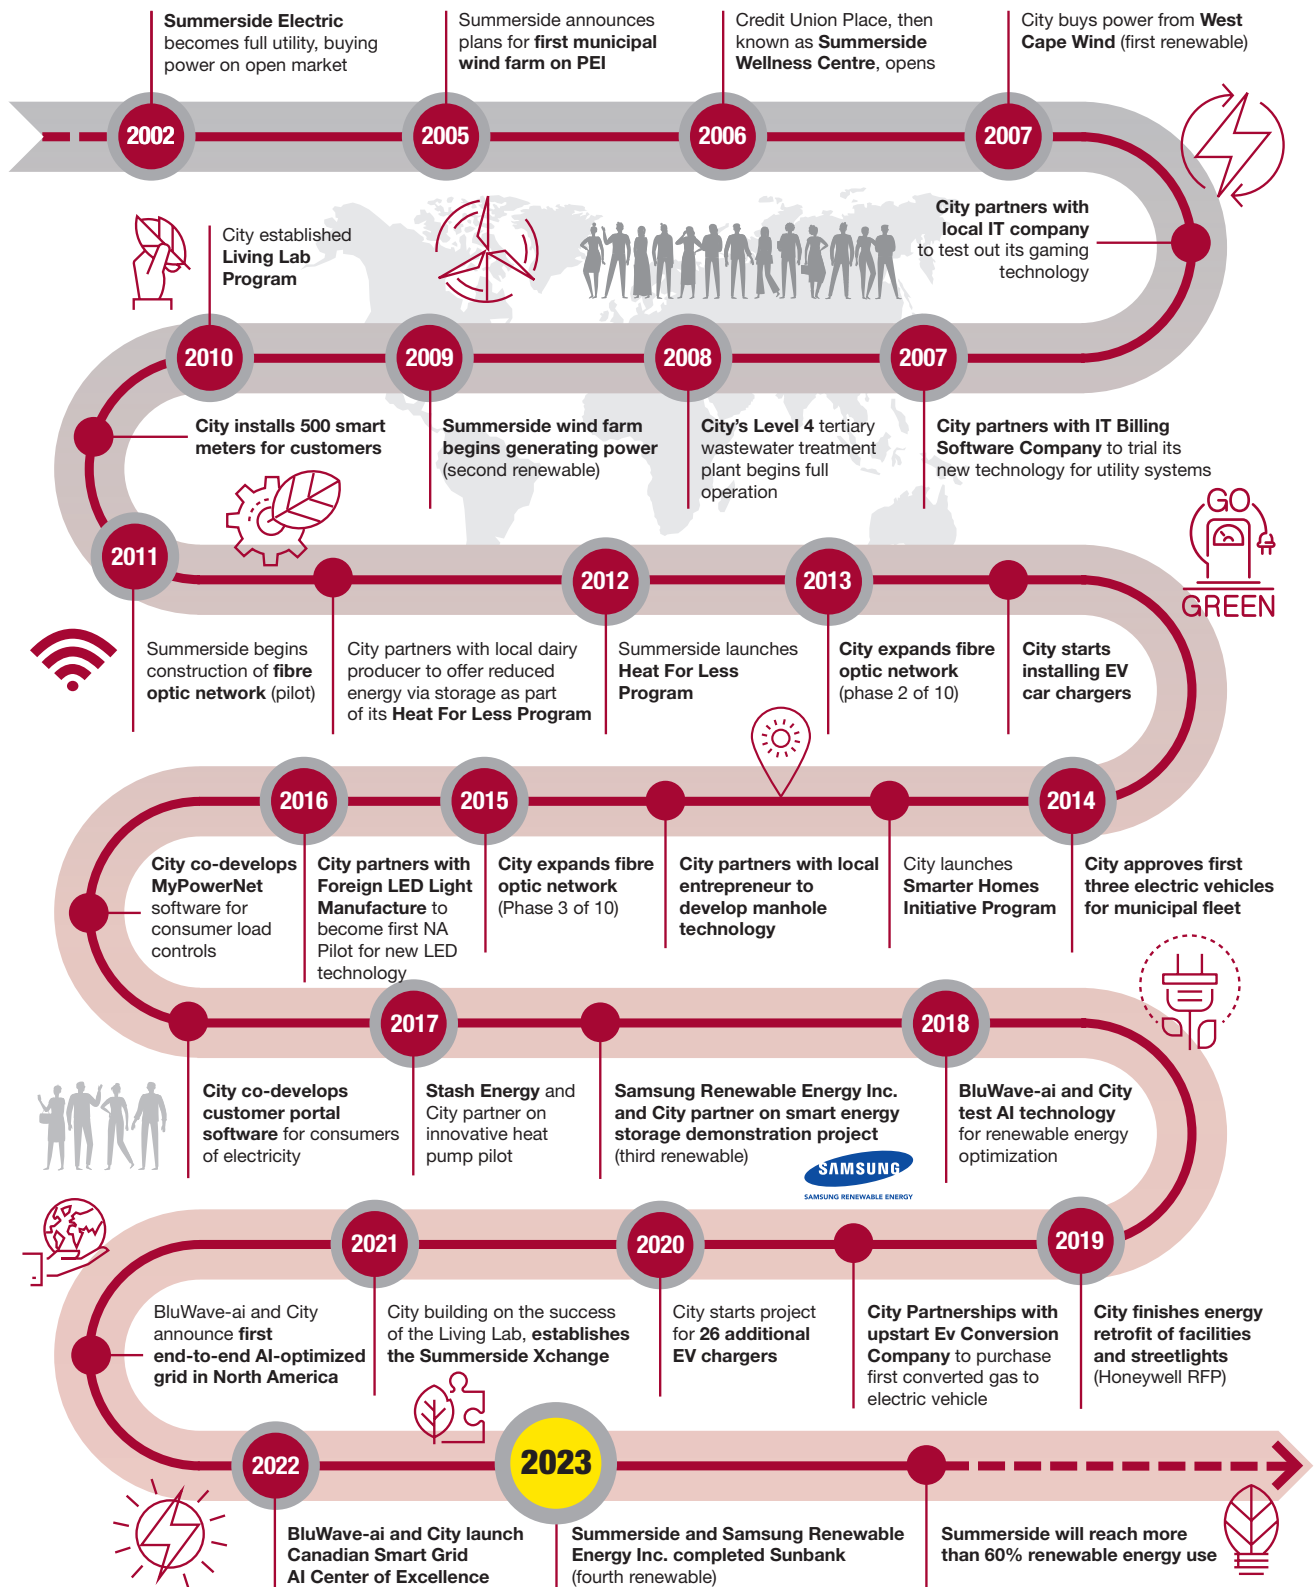 Summerside Electric
becomes full utility, buying
power on open market
Summerside announces
plans for first municipal
wind farm on PEI
Credit Union Place, then
known as Summerside
Wellness Centre, opens
City buys power from West
Cape Wind (first renewable)
2002
2005
2006
2007
City partners with
local IT company
to test out its gaming
technology
City established
Living Lab
Program
2010
2009
2008
2007
City installs 500 smart
meters for customers
Summerside wind farm
begins generating power
(second renewable)
City's Level 4 tertiary
wastewater treatment
plant begins full
operation
City partners with IT Billing
Software Company to trial its
new technology for utility systems
GO
GREEN
2011
2012
2013
Summerside begins
construction of fibre
optic network (pilot)
City partners with local dairy
producer to offer reduced
energy via storage as part
of its Heat For Less Program
Summerside launches
Heat For Less
Program
City expands fibre
optic network
(phase 2 of 10)
City starts
installing EV
car chargers
2016
2015
2014
City co-develops
MyPowerNet
software for
consumer load
controls
City partners with
Foreign LED Light
Manufacture to
become first NA
Pilot for new LED
technology
City expands fibre
optic network
(Phase 3 of 10)
City partners with local
entrepreneur to
develop manhole
technology
City launches
Smarter Homes
Initiative Program
City approves first
three electric vehicles
for municipal fleet
2017
2018
City co-develops
customer portal
software for consumers
of electricity
Stash Energy and
City partner on
innovative heat
pump pilot
Samsung Renewable Energy Inc.
and City partner on smart energy
storage demonstration project
(third renewable)
SAMSUNG
SAMSUNG RENEWABLE ENERGY
BluWave-ai and City
test AI technology
for renewable energy
optimization
2021
2020
2019
BluWave-ai and City
announce first
end-to-end AI-optimized
grid in North America
City building on the success
of the Living Lab, establishes
the Summerside Xchange
City starts project
for 26 additional
EV chargers
City Partnerships with
upstart Ev Conversion
Company to purchase
first converted gas to
electric vehicle
City finishes energy
retrofit of facilities
and streetlights
(Honeywell RFP)
2022
2023
BluWave-ai and City launch
Canadian Smart Grid
AI Center of Excellence
Summerside and Samsung Renewable
Energy Inc. completed Sunbank
(fourth renewable)
Summerside will reach more
than 60% renewable energy use